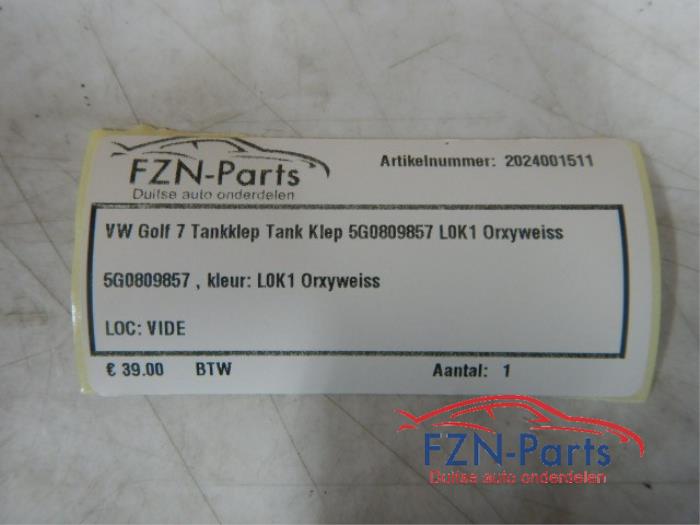 FZN-Parts
Duitse auto onderdelen
Artikelnummer: 2024001511
VW Golf 7 Tankklep Tank Klep 5G0809857 L0K1 Orxyweiss
5G0809857 , kleur: L0K1 Orxyweiss
LOC: VIDE
€ 39.00 BTW Aantal: 1
FZN-Parts
Duitse auto onderdelen